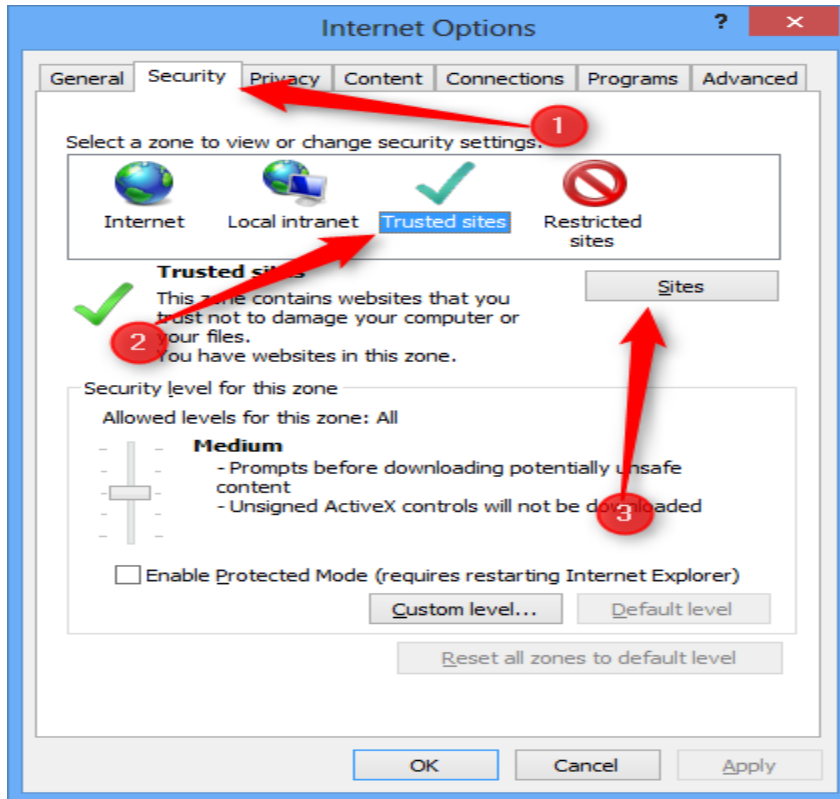 Internet Options
?
×
General Security Privacy Content Connections Programs Advanced
1
Select a zone to view or change security settings.
Internet Local intranet Trusted sites Restricted
sites
Trusted sites
Sites
This zone contains websites that you
trust not to damage your computer or
your files.
2
You have websites in this zone.
Security level for this zone
Allowed levels for this zone: All
Medium
- Prompts before downloading potentially unsafe
content
- Unsigned ActiveX controls will not be downloaded
3
Enable Protected Mode (requires restarting Internet Explorer)
Custom level... Default level
Reset all zones to default level
OK Cancel Apply